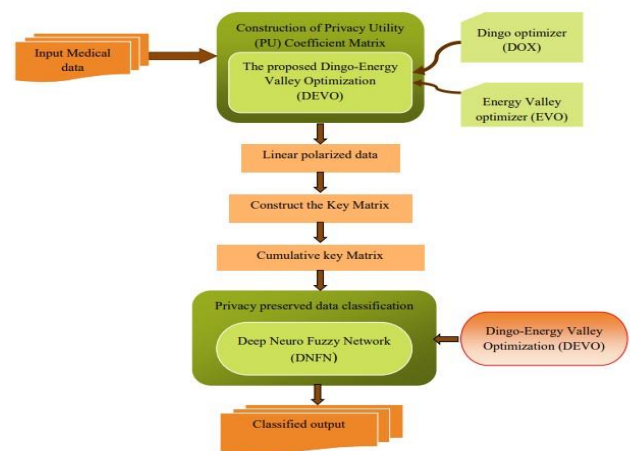 Input Medical
data
Construction of Privacy Utility
(PU) Coefficient Matrix
The proposed Dingo-Energy
Valley Optimization
(DEVO)
Dingo optimizer
(DOX)
Energy Valley
optimizer (EVO)
Linear polarized data
Construct the Key Matrix
Cumulative key Matrix
Privacy preserved data classification
Deep Neuro Fuzzy Network
(DNFN)
Dingo-Energy Valley
Optimization (DEVO)
Classified output